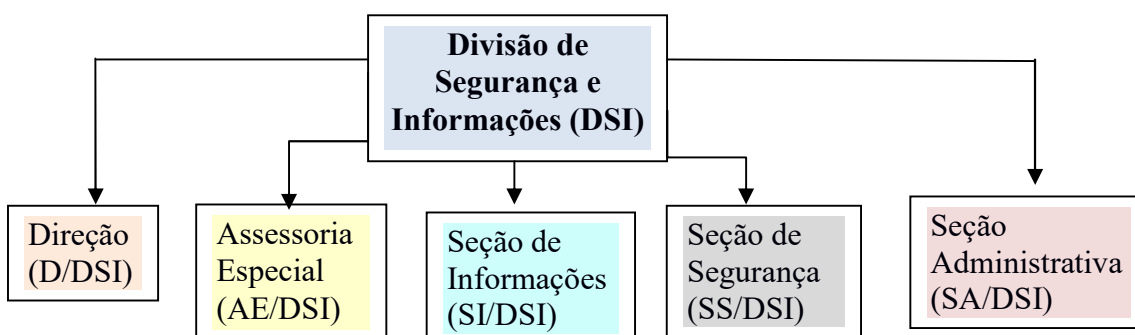 Divisão de
Segurança e
Informações (DSI)
Direção
(D/DSI)
Assessoria
Especial
(AE/DSI)
Seção de
Informações
(SI/DSI)
Seção de
Segurança
(SS/DSI)
Seção
Administrativa
(SA/DSI)